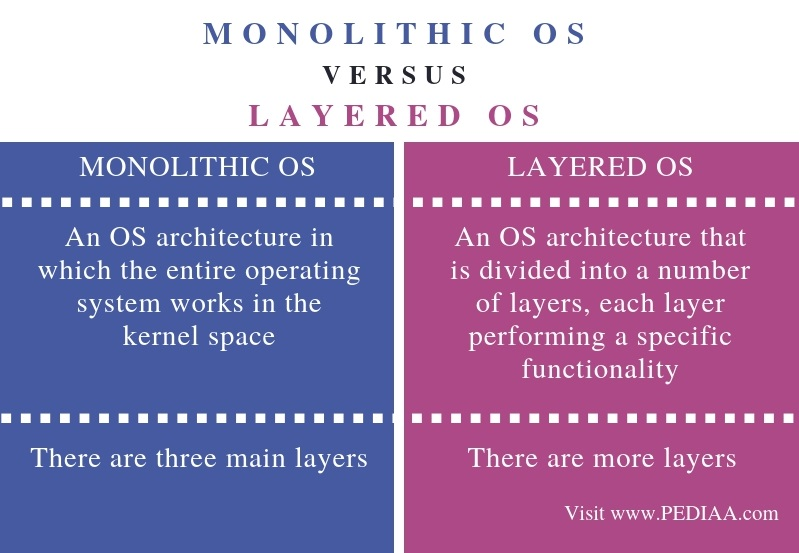 MONOLITHIC OS
VERSUS
LAYERED OS
MONOLITHIC OS
An OS architecture in
which the entire operating
system works in the
kernel space
There are three main layers
LAYERED OS
An OS architecture that
is divided into a number
of layers, each layer
performing a specific
functionality
There are more layers
Visit www.PEDIAA.com